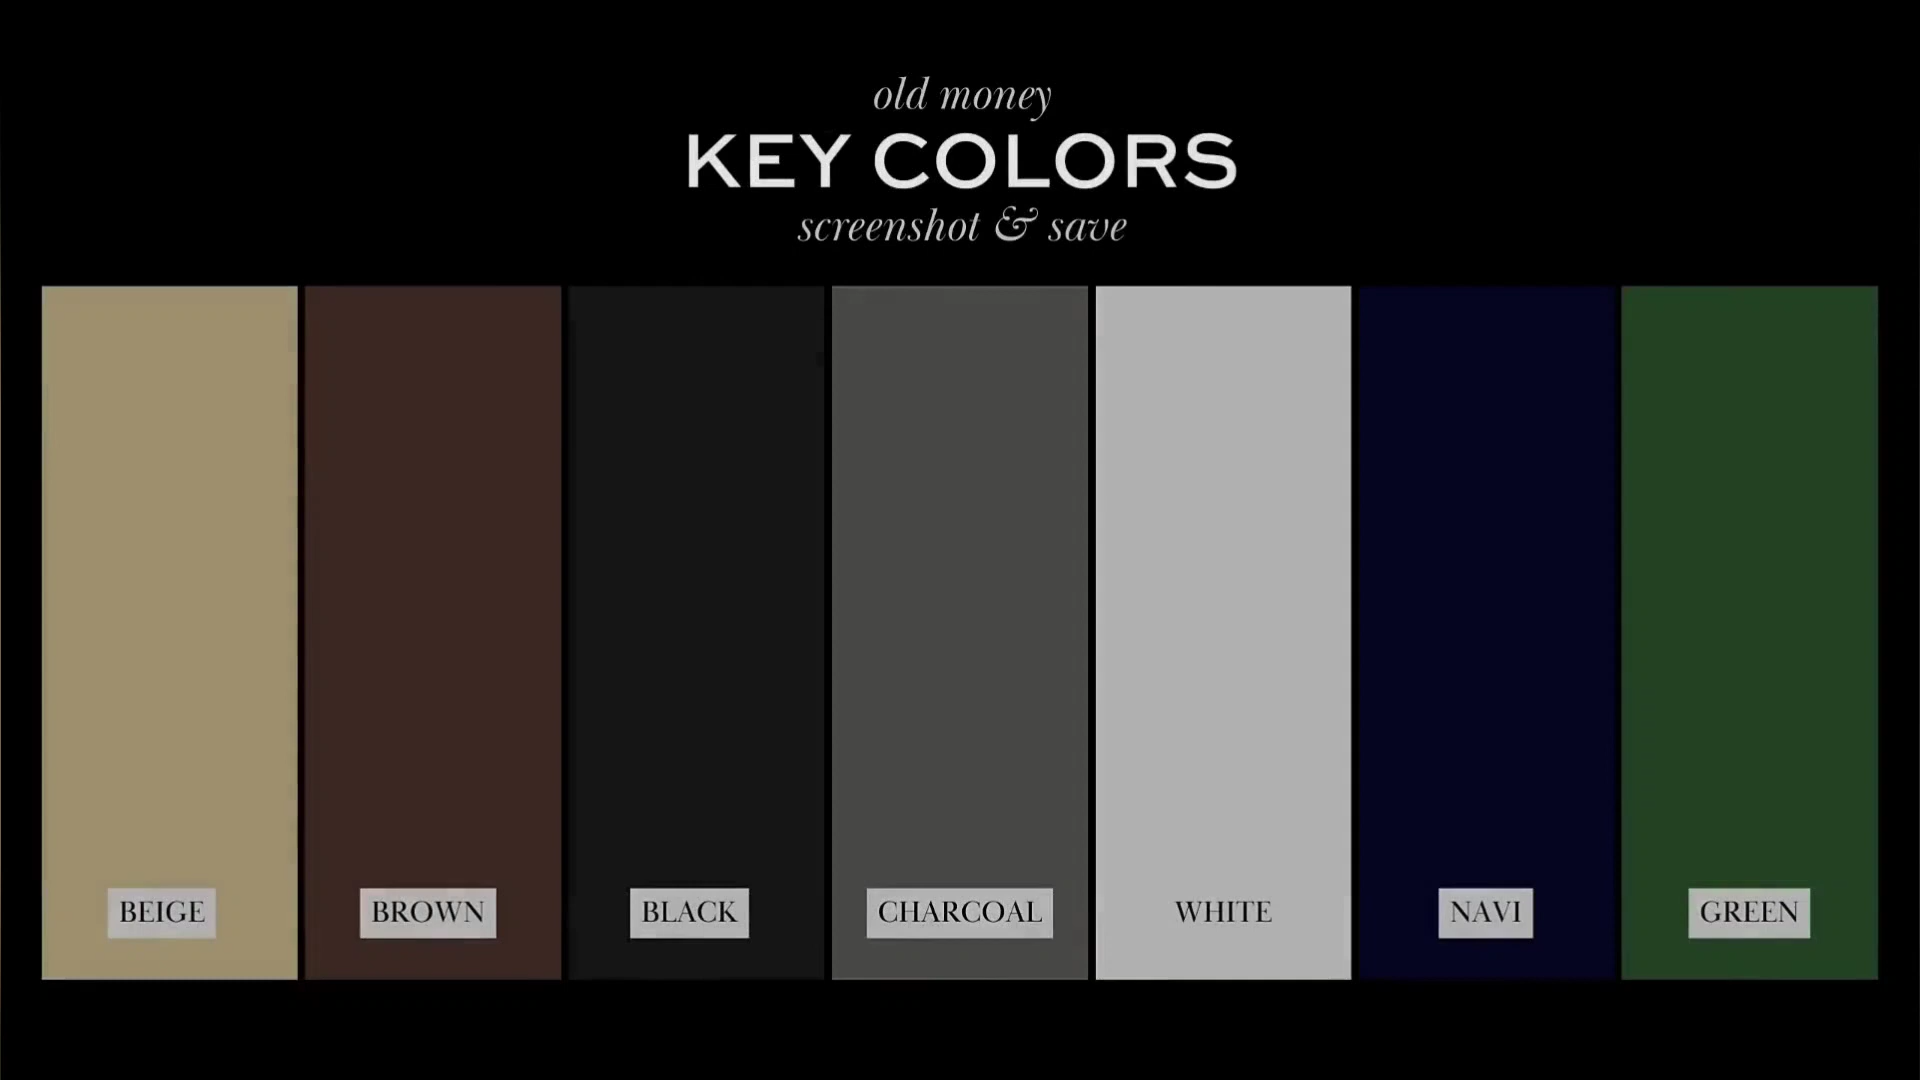 old money
KEY COLORS
screenshot & save
BEIGE
BROWN
BLACK
CHARCOAL
WHITE
NAVI
GREEN